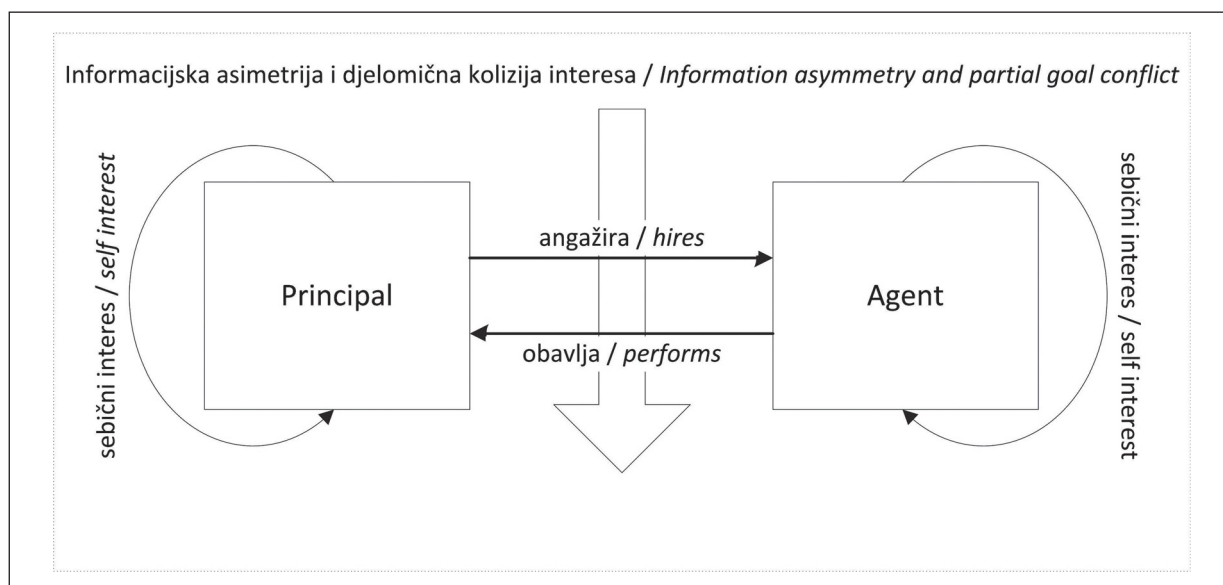 Informacijska asimetrija i djelomična kolizija interesa / Information asymmetry and partial goal conflict
sebični interes / self interest
Principal
angažira / hires
obavlja / performs
Agent
sebični interes / self interest